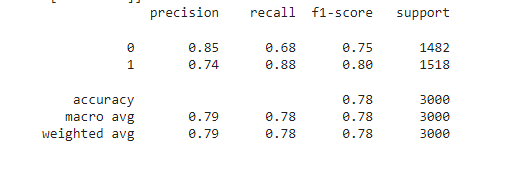 precision recall f1-score support
0 0.85 0.68 0.75 1482
1 0.74 0.88 0.80 1518
accuracy 0.78 3000
macro avg 0.79 0.78 0.78 3000
weighted avg 0.79 0.78 0.78 3000